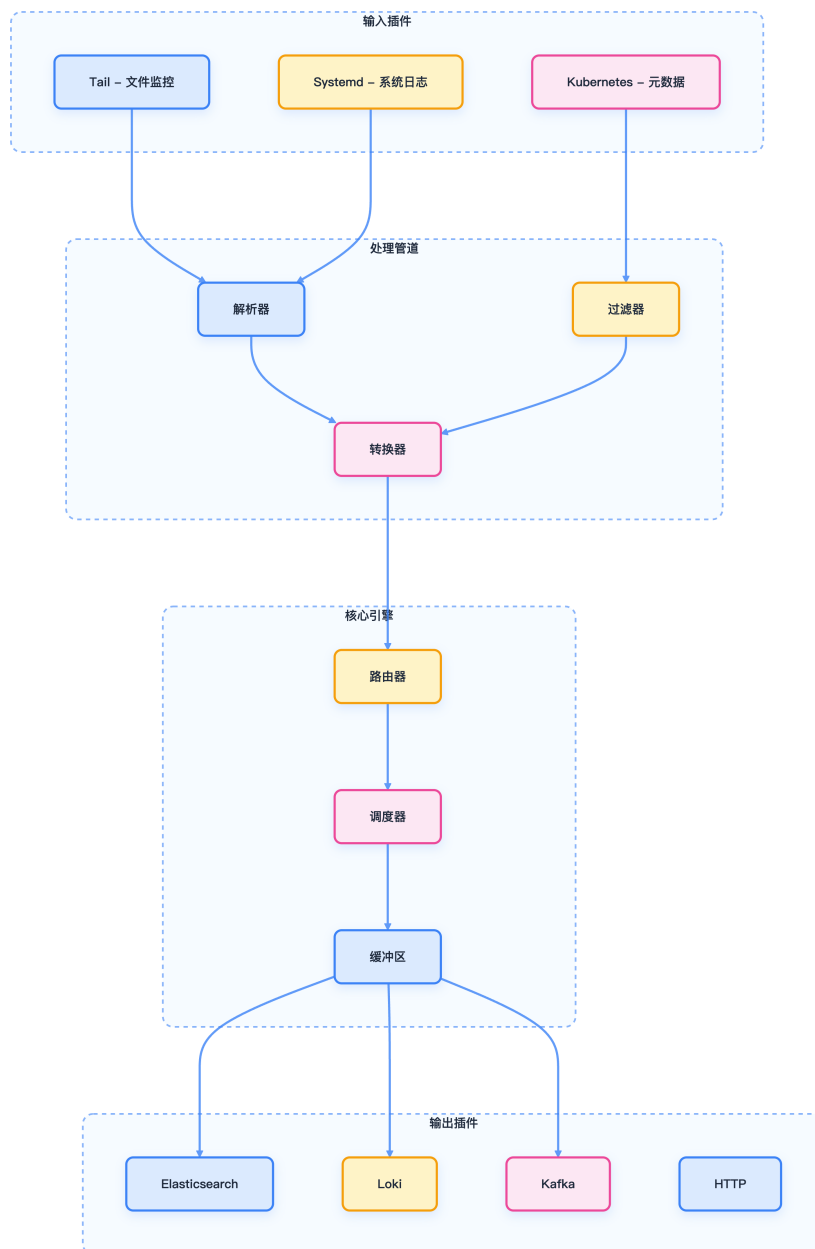 输入插件
Tail – 文件监控
Systemd – 系统日志
Kubernetes – 元数据
处理管道
解析器
过滤器
转换器
核心引擎
路由器
调度器
缓冲区
输出插件
Elasticsearch
Loki
Kafka
HTTP